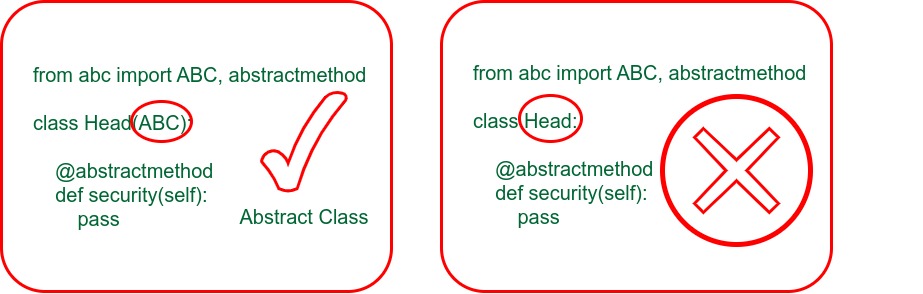 from abc import ABC, abstractmethod
class Head(ABC):
@abstractmethod
def security(self):
pass
Abstract Class
from abc import ABC, abstractmethod
class Head:
@abstractmethod
def security(self):
pass